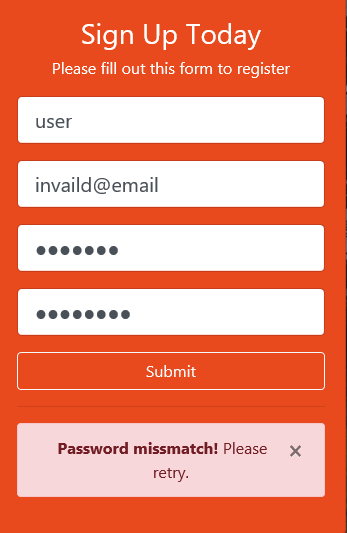 Sign Up Today
Please fill out this form to register
user
invaild@email
●●●●●●●
●●●●●●●●
Submit
Password missmatch! Please ×
retry.